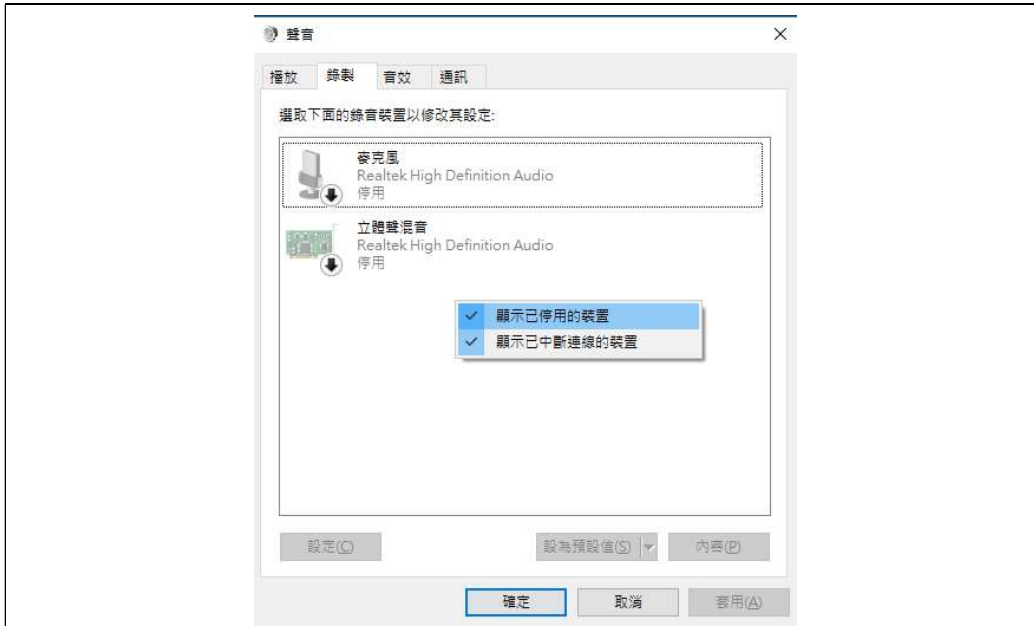 聲音
播放 錄製 音效 通訊
選取下面的錄音裝置以修改其設定:
麥克風
Realtek High Definition Audio
停用
立體聲混音
Realtek High Definition Audio
停用
顯示已停用的裝置
顯示已中斷連線的裝置
設定(C) 設為預設值(S) 內容(P)
確定 取消 套用(A)